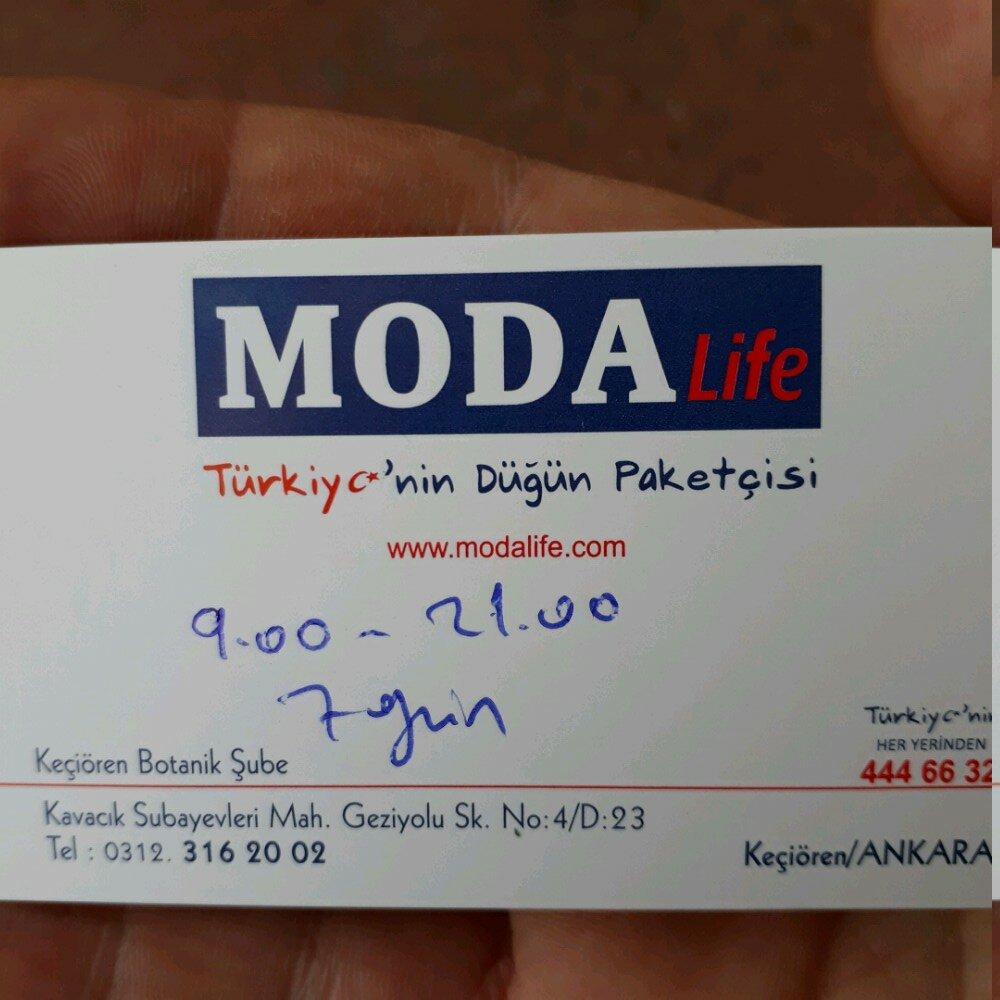 MODA Life
Türkiye'nin Düğün Paketçisi
www.modalife.com
9.00 - 21.00
7 gün
Türkiye'nin
HER YERİNDEN
444 66 32
Keçiören Botanik Şube
Kavacık Subayevleri Mah. Geziyolu Sk. No:4/D:23
Tel : 0312. 316 20 02
Keçiören/ANKARA